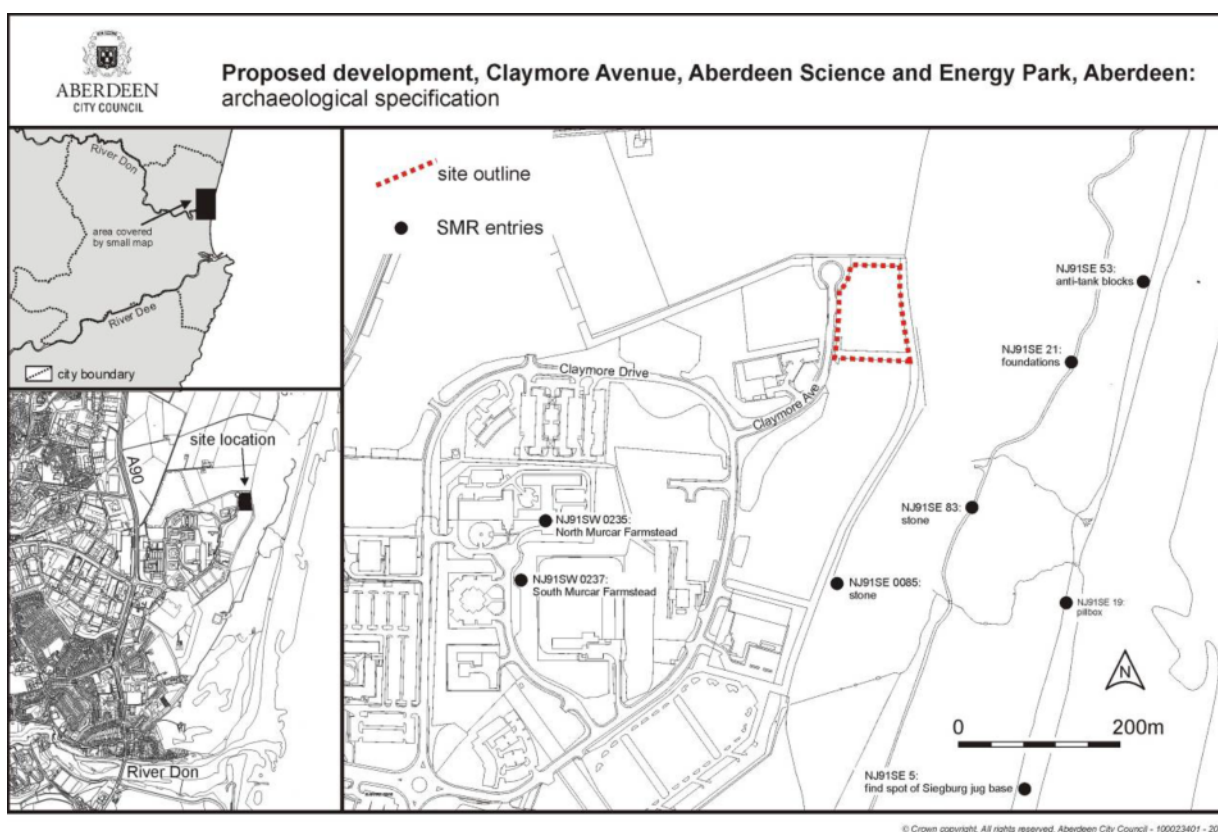 ABERDEEN
CITY COUNCIL
Proposed development, Claymore Avenue, Aberdeen Science and Energy Park, Aberdeen:
archaeological specification
River Don
area covered
by small map
River Dee
city boundary
site location
A90
River Don
site outline
SMR entries
NJ91SE 53:
anti-tank blocks
NJ91SE 21:
foundations
Claymore Drive
Claymore Ave
NJ91SE 83:
stone
NJ91SW 0235:
North Murcar Farmstead
NJ91SW 0237:
South Murcar Farmstead
NJ91SE 0085:
stone
NJ91SE 19:
pillbox
N
0 200m
NJ91SE 5:
find spot of Siegburg jug base
© Crown copyright. All rights reserved. Aberdeen City Council - 100023401 - 20